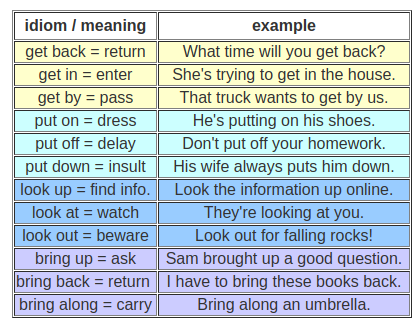 idiom / meaning example
get back = return What time will you get back?
get in = enter She's trying to get in the house.
get by = pass That truck wants to get by us.
put on = dress He's putting on his shoes.
put off = delay Don't put off your homework.
put down = insult His wife always puts him down.
look up = find info. Look the information up online.
look at = watch They're looking at you.
look out = beware Look out for falling rocks!
bring up = ask Sam brought up a good question.
bring back = return I have to bring these books back.
bring along = carry Bring along an umbrella.